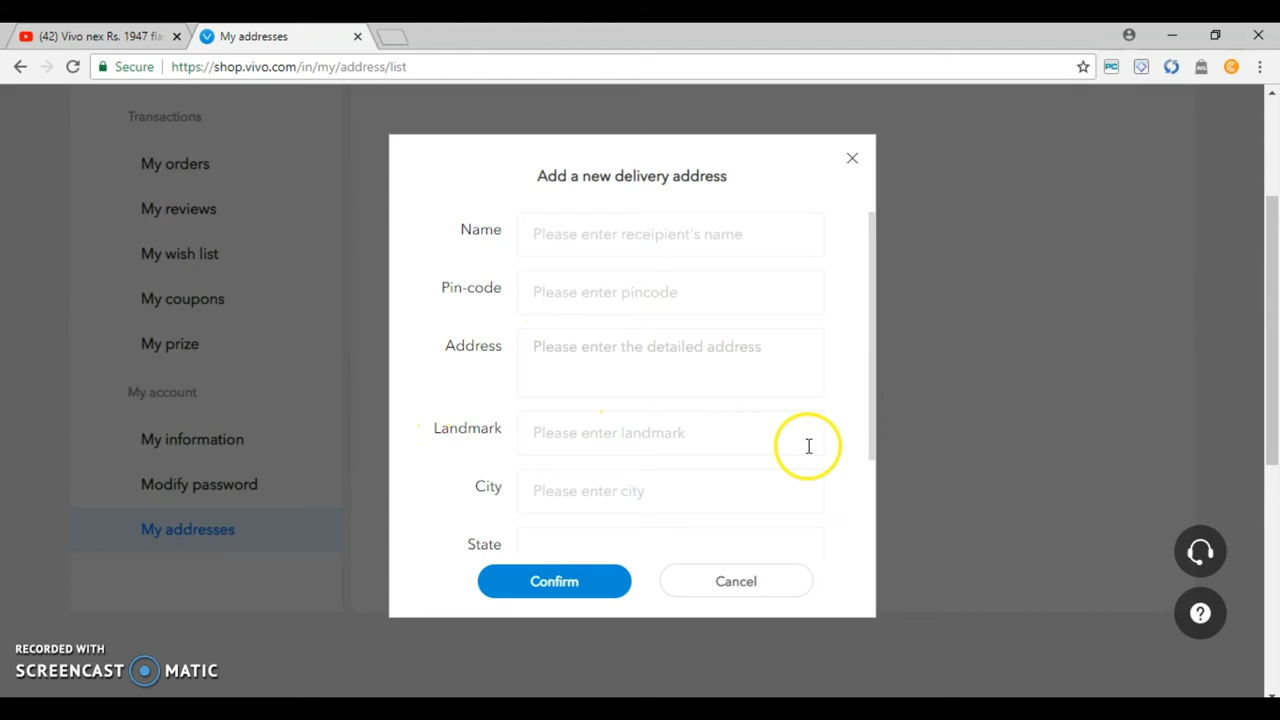 (42) Vivo nex Rs. 1947 fla
My addresses
Secure
https://shop.vivo.com/in/my/address/list
PC
Transactions
My orders
My reviews
My wish list
My coupons
My prize
My account
My information
Modify password
My addresses
Add a new delivery address
Name
Please enter receipient's name
Pin-code
Please enter pincode
Address
Please enter the detailed address
Landmark
Please enter landmark
City
Please enter city
State
Confirm
Cancel
RECORDED WITH
SCREENCAST MATIC